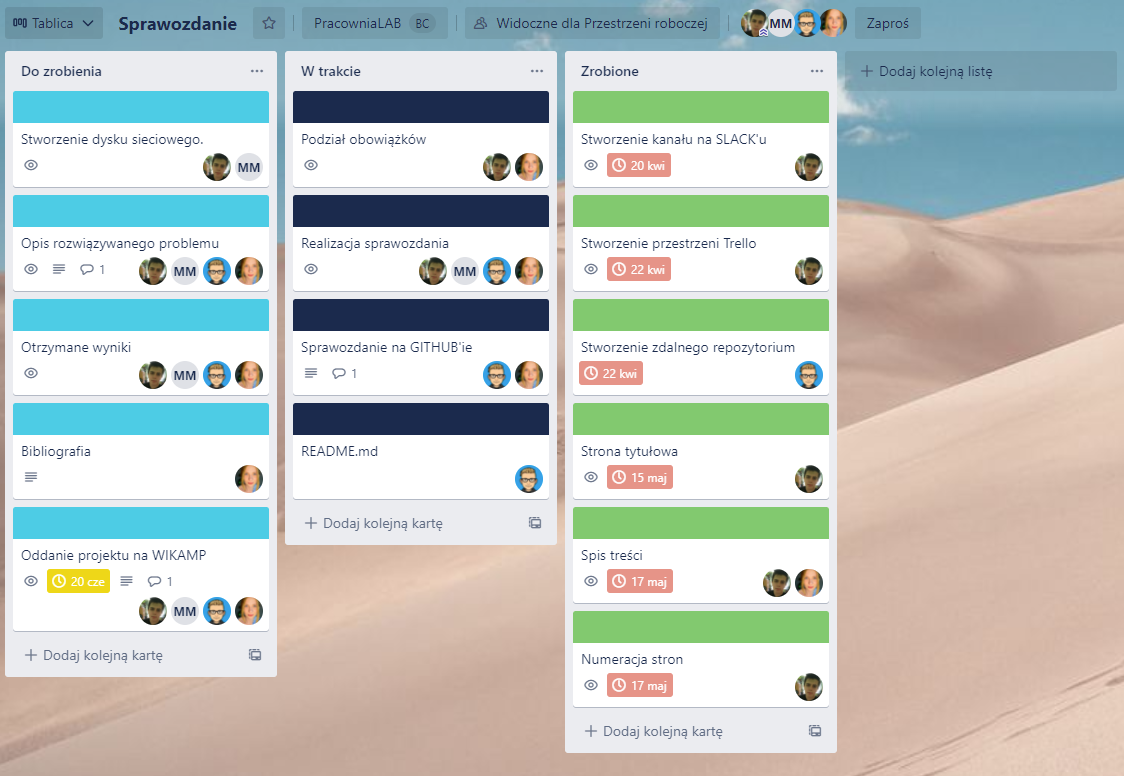 Tablica
Sprawozdanie
PracowniaLAB BC
Widoczne dla Przestrzeni roboczej
MM
Zaproś
Do zrobienia
Stworzenie dysku sieciowego.
MM
Opis rozwiązywanego problemu
1
MM
Otrzymane wyniki
MM
Bibliografia
Oddanie projektu na WIKAMP
20 cze
1
MM
Dodaj kolejną kartę
W trakcie
Podział obowiążków
Realizacja sprawozdania
MM
Sprawozdanie na GITHUB'ie
1
README.md
Dodaj kolejną kartę
Zrobione
Stworzenie kanału na SLACK'u
20 kwi
Stworzenie przestrzeni Trello
22 kwi
Stworzenie zdalnego repozytorium
22 kwi
Strona tytułowa
15 maj
Spis treści
17 maj
Numeracja stron
17 maj
Dodaj kolejną kartę
Dodaj kolejną listę